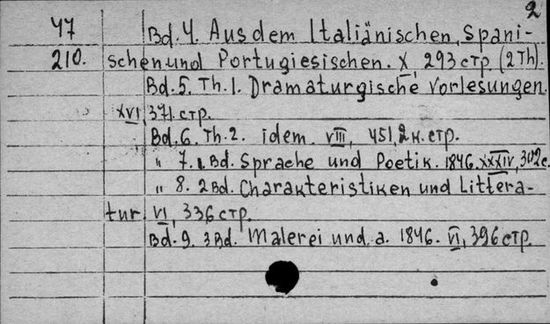 2
47 Bd. 4. Aus dem Italiänischen, Spani-
210. schen und Portugiesischen. X, 293 стр. (2 Th).
Bd. 5. Th. 1. Dramaturgische Vorlesungen.
XVI, 371 стр.
Bd. 6. Th. 2. idem. VIII, 451, 2 н. стр.
" 7. 1 Bd. Sprache und Poetik. 1846. XXXIV, 302 с.
" 8. 2 Bd. Charakteristiken und Littera-
tur. VI, 336 стр.
Bd. 9. 3 Bd. Malerei und. a. 1846. VI, 396 стр.